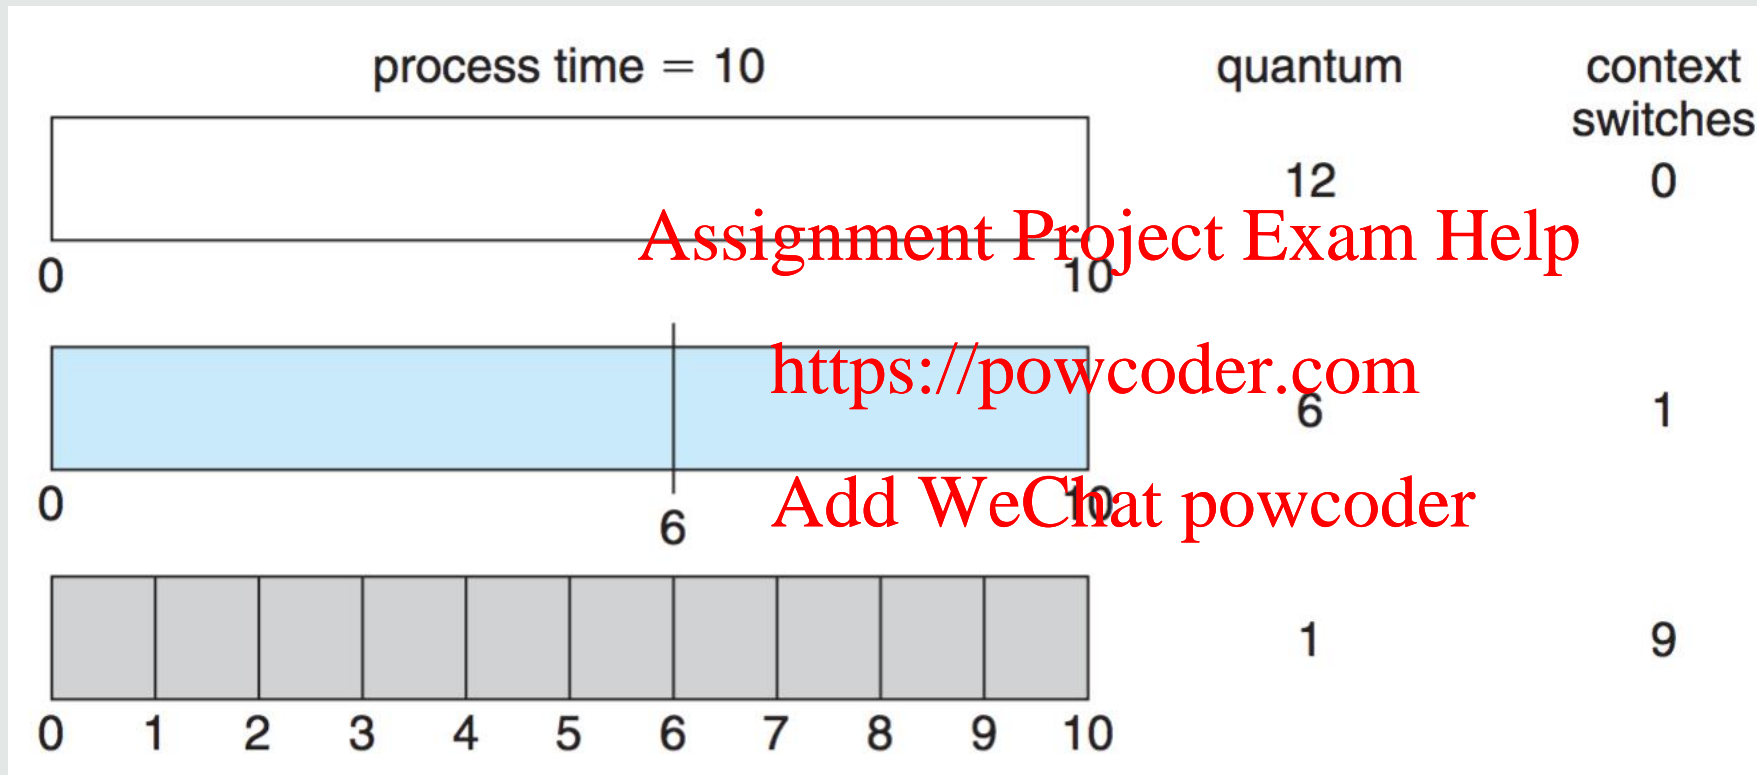 process time = 10 quantum context
switches
12 0
Assignment Project Exam Help
0 10
https://powcoder.com
6 1
Add WeChat powcoder
0 10
6
1 9
0 1 2 3 4 5 6 7 8 9 10